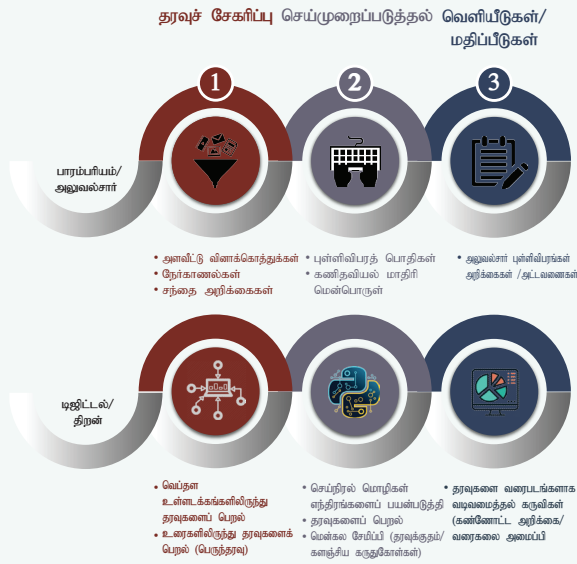 தரவுச் சேகரிப்பு
செய்முறைப்படுத்தல்
வெளியீடுகள்/
மதிப்பீடுகள்
1
2
3
பாரம்பரியம்/
அலுவல்சார்
• அளவீட்டு வினாக்கொத்துக்கள்
• நேர்காணல்கள்
• சந்தை அறிக்கைகள்
• புள்ளிவிபரத் பொதிகள்
• கணிதவியல் மாதிரி
மென்பொருள்
• அலுவல்சார் புள்ளிவிபரங்கள்
அறிக்கைகள் /அட்டவணைகள்
டிஜிட்டல்/
திறன்
• வெப்தள
உள்ளடக்கங்களிலிருந்து
தரவுகளைப் பெறல்
• உரைகளிலிருந்து தரவுகளைக்
பெறல் (பெருந்தரவு)
• செய்நிரல் மொழிகள்
எந்திரங்களைப் பயன்படுத்தி
• தரவுகளைப் பெறல்
• மென்கல சேமிப்பி (தரவுக்குதம்/
களஞ்சிய கருதுகோள்கள்)
• தரவுகளை வரைபடங்களாக
வடிவமைத்தல் கருவிகள்
(கண்ணோட்ட அறிக்கை/
வரைகலை அமைப்பி